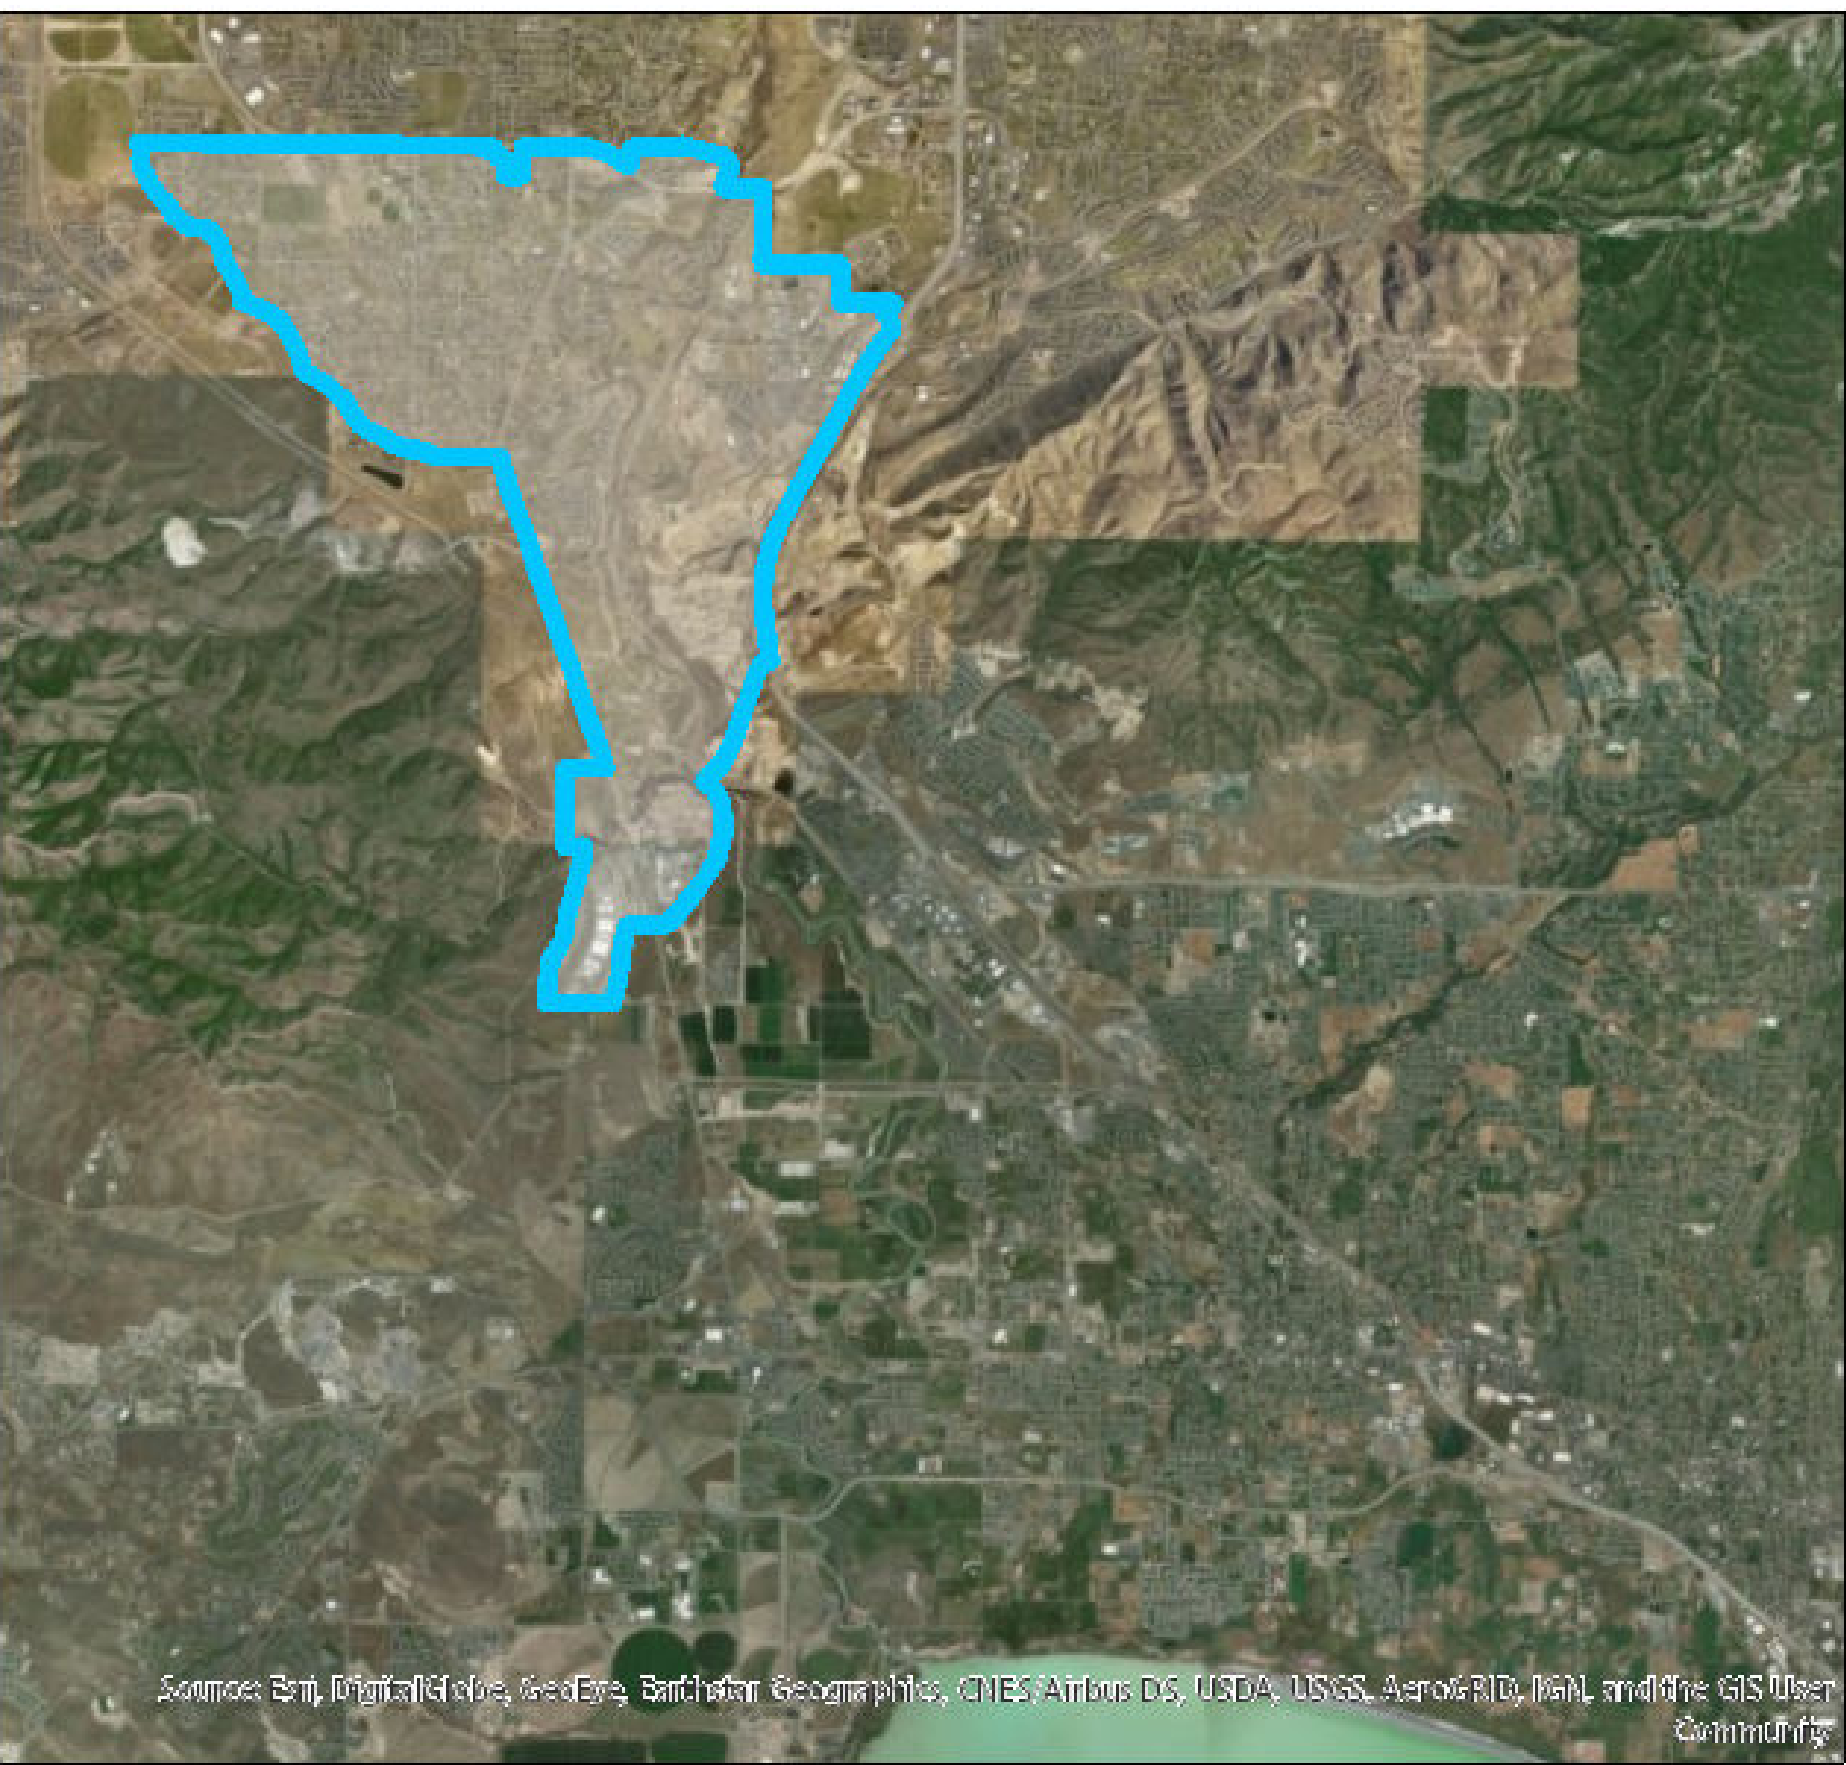 Source: Esri, DigitalGlobe, GeoEye, Earthstar Geographics, CNES/Airbus DS, USDA, USGS, AeroGRID, IGN, and the GIS User
Community